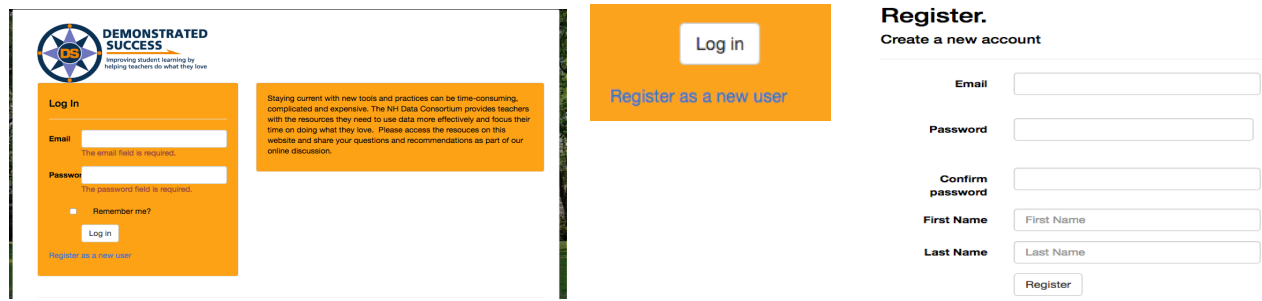 DEMONSTRATED
SUCCESS
DS
Improving student learning by
helping teachers do what they love
Log In
Email
The email field is required.
Passwor
The password field is required.
Remember me?
Log in
Register as a new user
Staying current with new tools and practices can be time-consuming,
complicated and expensive. The NH Data Consortium provides teachers
with the resources they need to use data more effectively and focus their
time on doing what they love. Please access the resouces on this
website and share your questions and recommendations as part of our
online discussion.
Log in
Register as a new user
Register.
Create a new account
Email
Password
Confirm
password
First Name
First Name
Last Name
Last Name
Register